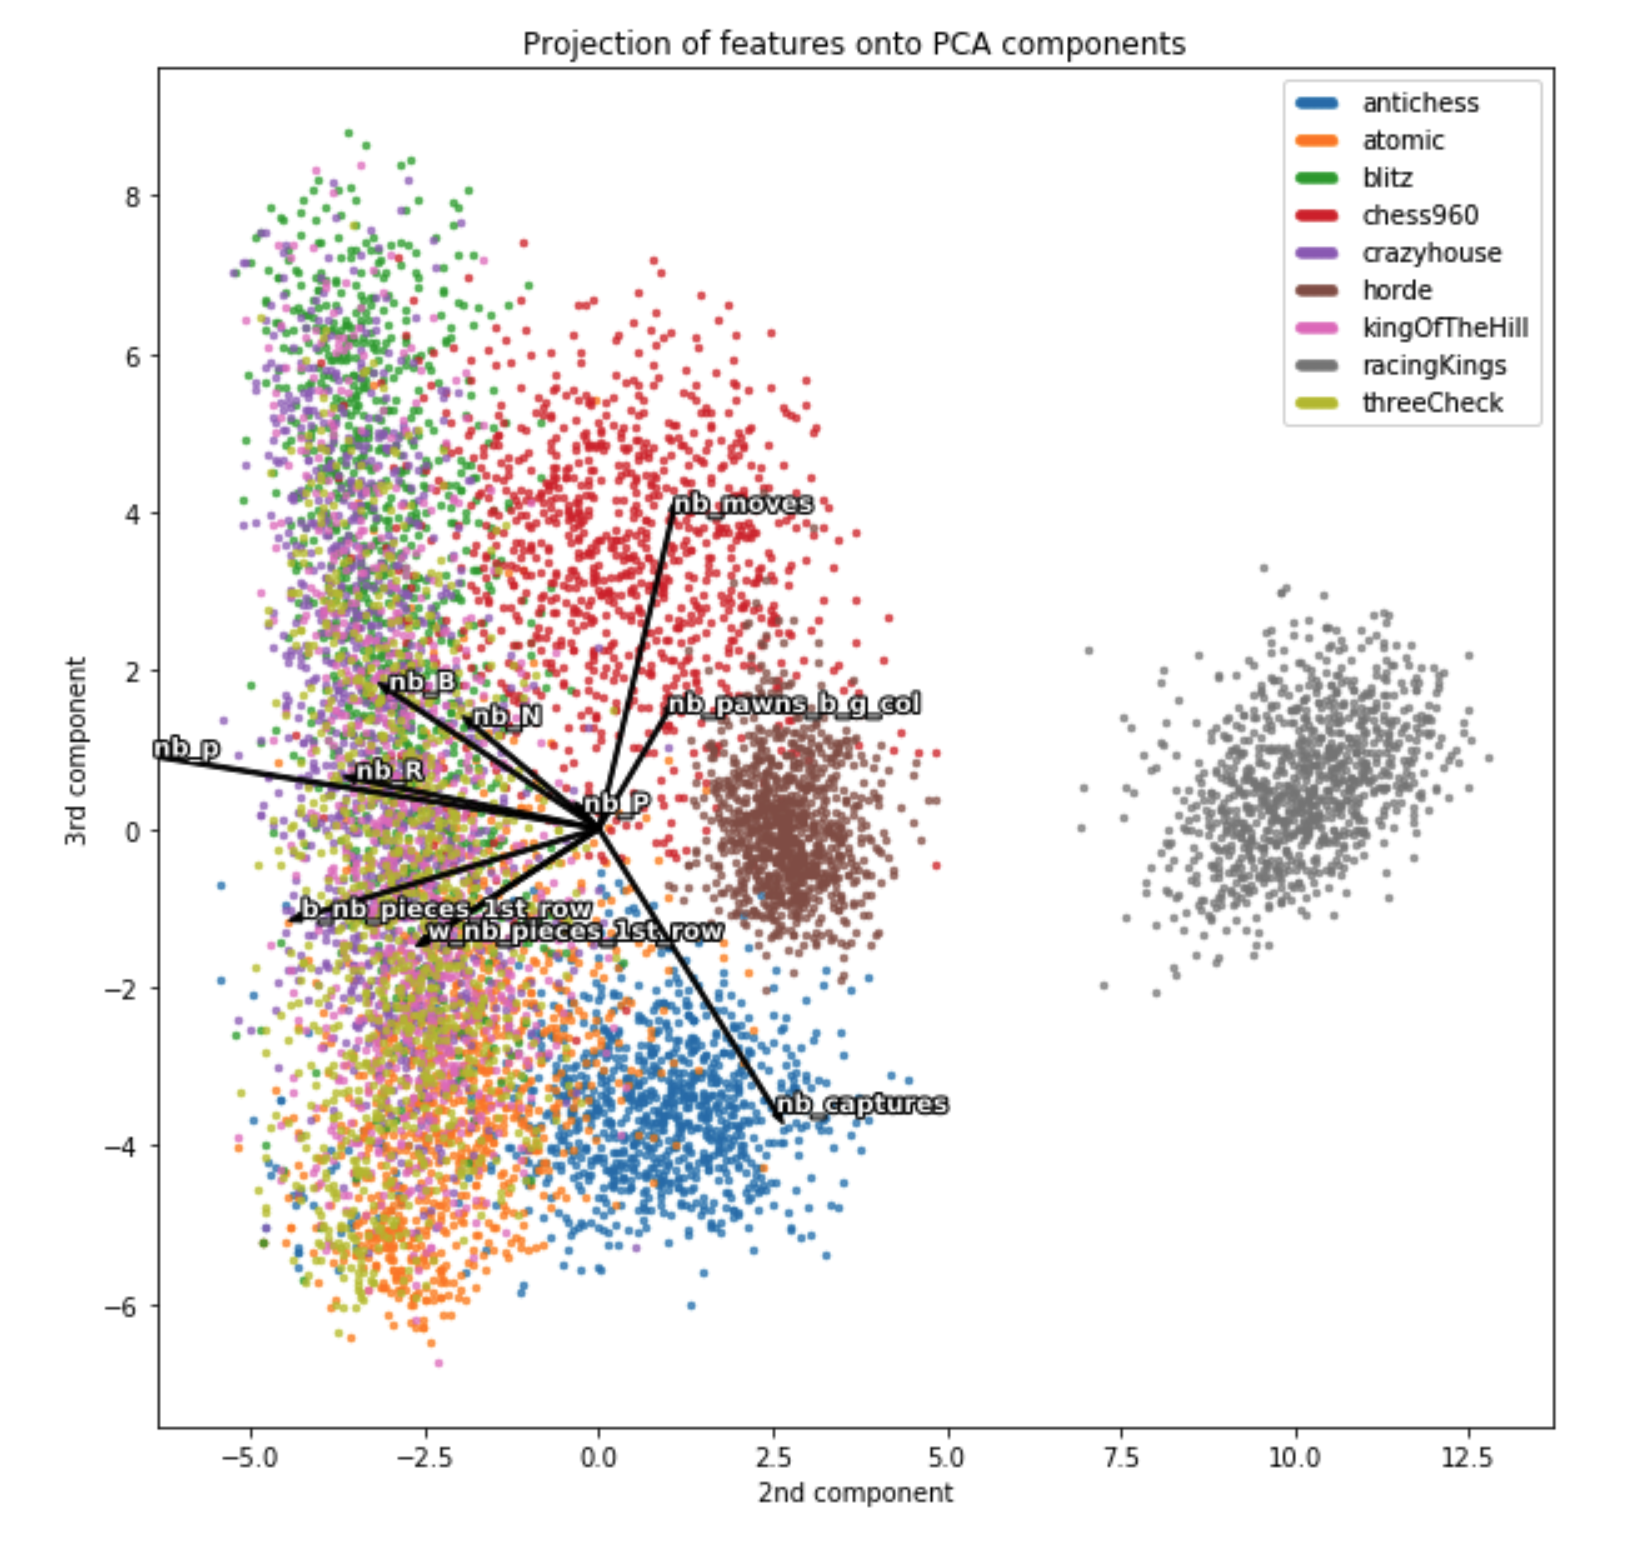 Projection of features onto PCA components
antichess
atomic
blitz
chess960
crazyhouse
horde
kingOfTheHill
racingKings
threeCheck
8
6
4
2
0
−2
−4
−6
3rd component
nb_moves
nb_B
nb_pawns_b_g_col
nb_N
nb_p
nb_R
nb_P
b_nb_pieces_1st_row
w_nb_pieces_1st_row
nb_captures
−5.0 −2.5 0.0 2.5 5.0 7.5 10.0 12.5
2nd component